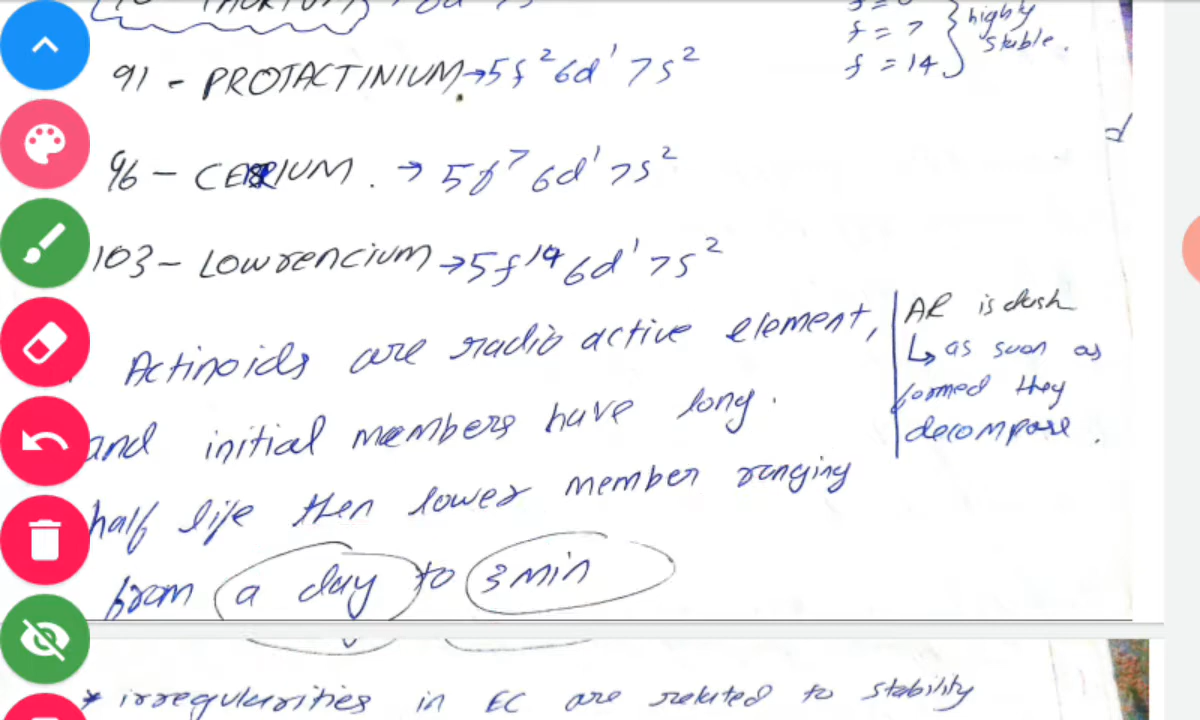 f = 7 } highly
91 - PROTACTINIUM → 5f² 6d¹ 7s² f = 14 stable.
d
96 - CERIUM. → 5f⁷ 6d¹ 7s²
103 - Lowrencium → 5f¹⁴ 6d¹ 7s²
Actinoids are radio active element,
and initial members have long.
half life then lower member ranging
from a day to 3 min
AR is
↳ as suon as
formed they
decompose.
* irregularities in EC are related to stability